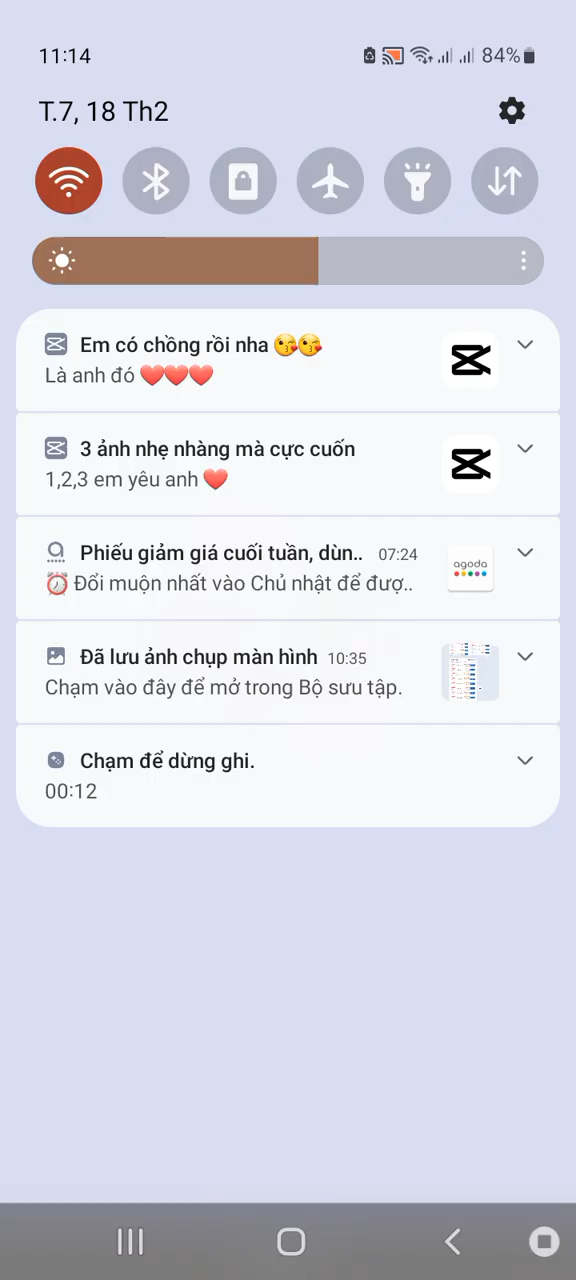 11:14 84%
T.7, 18 Th2
Em có chồng rồi nha 😘😘
Là anh đó ❤️❤️❤️
3 ảnh nhẹ nhàng mà cực cuốn
1,2,3 em yêu anh ❤️
Phiếu giảm giá cuối tuần, dùn.. 07:24
⏰ Đổi muộn nhất vào Chủ nhật để đượ..
agoda
Đã lưu ảnh chụp màn hình 10:35
Chạm vào đây để mở trong Bộ sưu tập.
Chạm để dừng ghi.
00:12